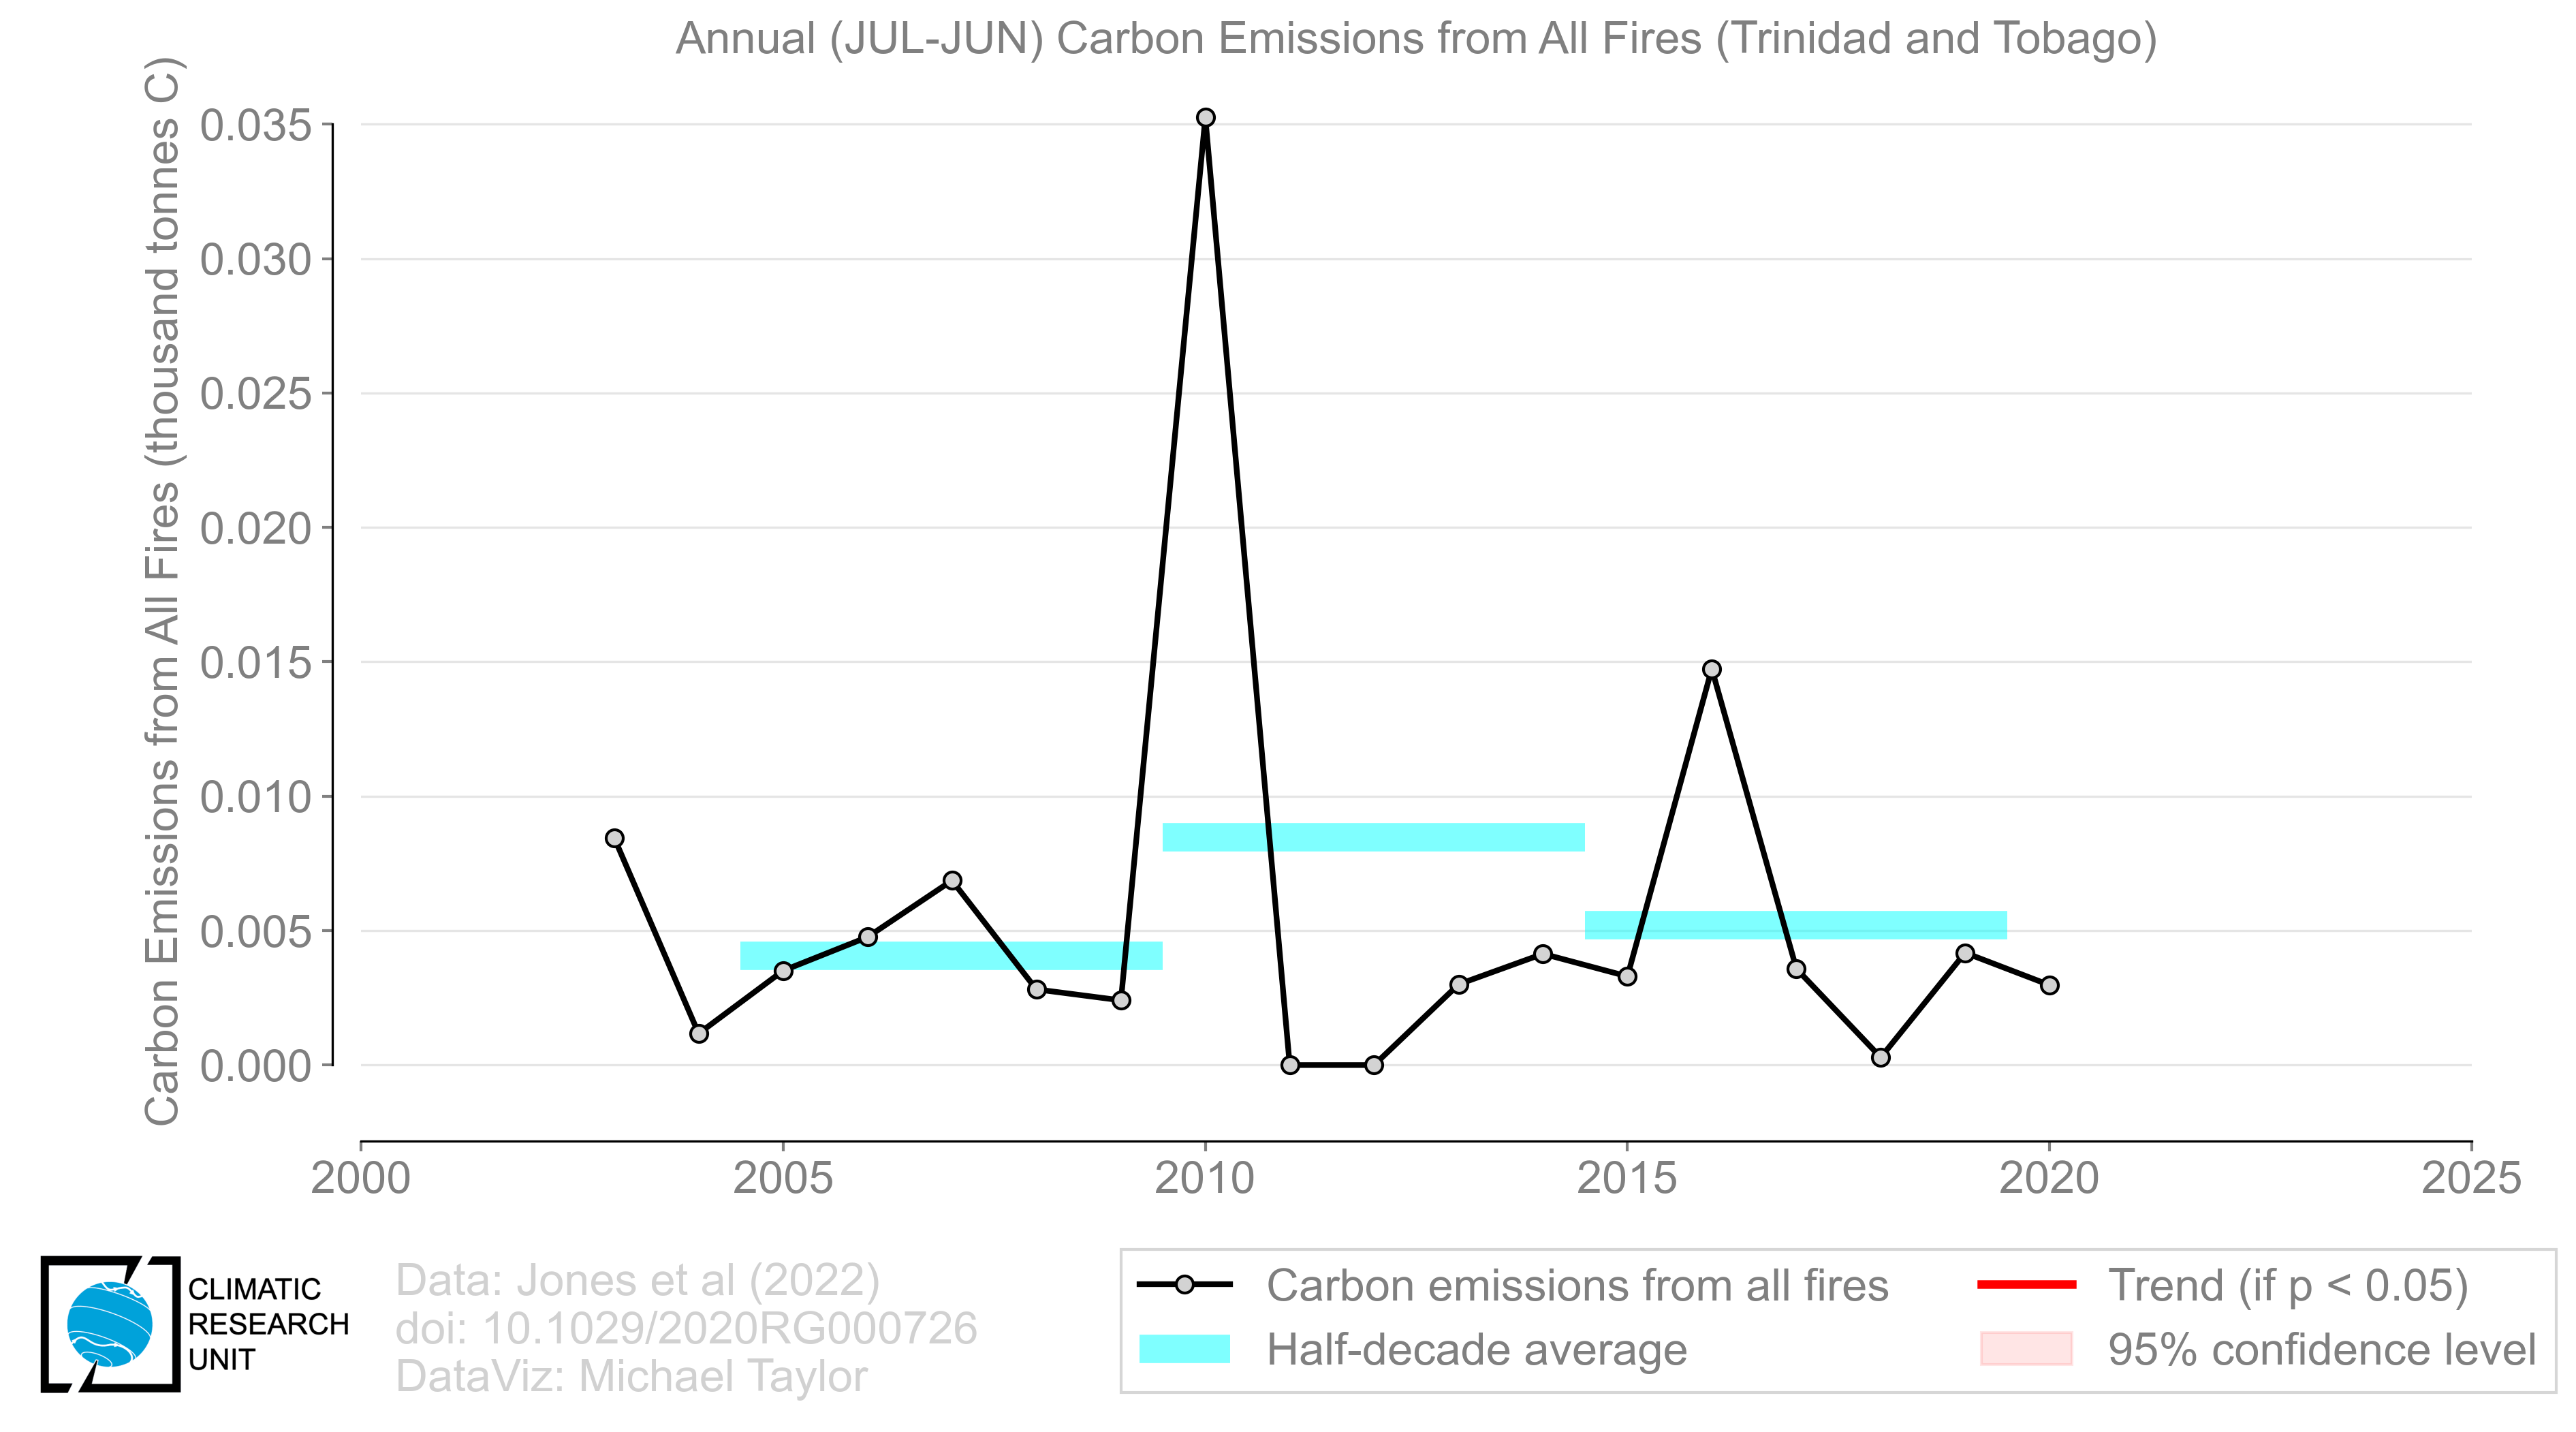 Annual (JUL-JUN) Carbon Emissions from All Fires (Trinidad and Tobago)
Carbon Emissions from All Fires (thousand tonnes C)
0.035
0.030
0.025
0.020
0.015
0.010
0.005
0.000
2000 2005 2010 2015 2020 2025
CLIMATIC
RESEARCH
UNIT
Data: Jones et al (2022)
doi: 10.1029/2020RG000726
DataViz: Michael Taylor
Carbon emissions from all fires
Half-decade average
Trend (if p < 0.05)
95% confidence level